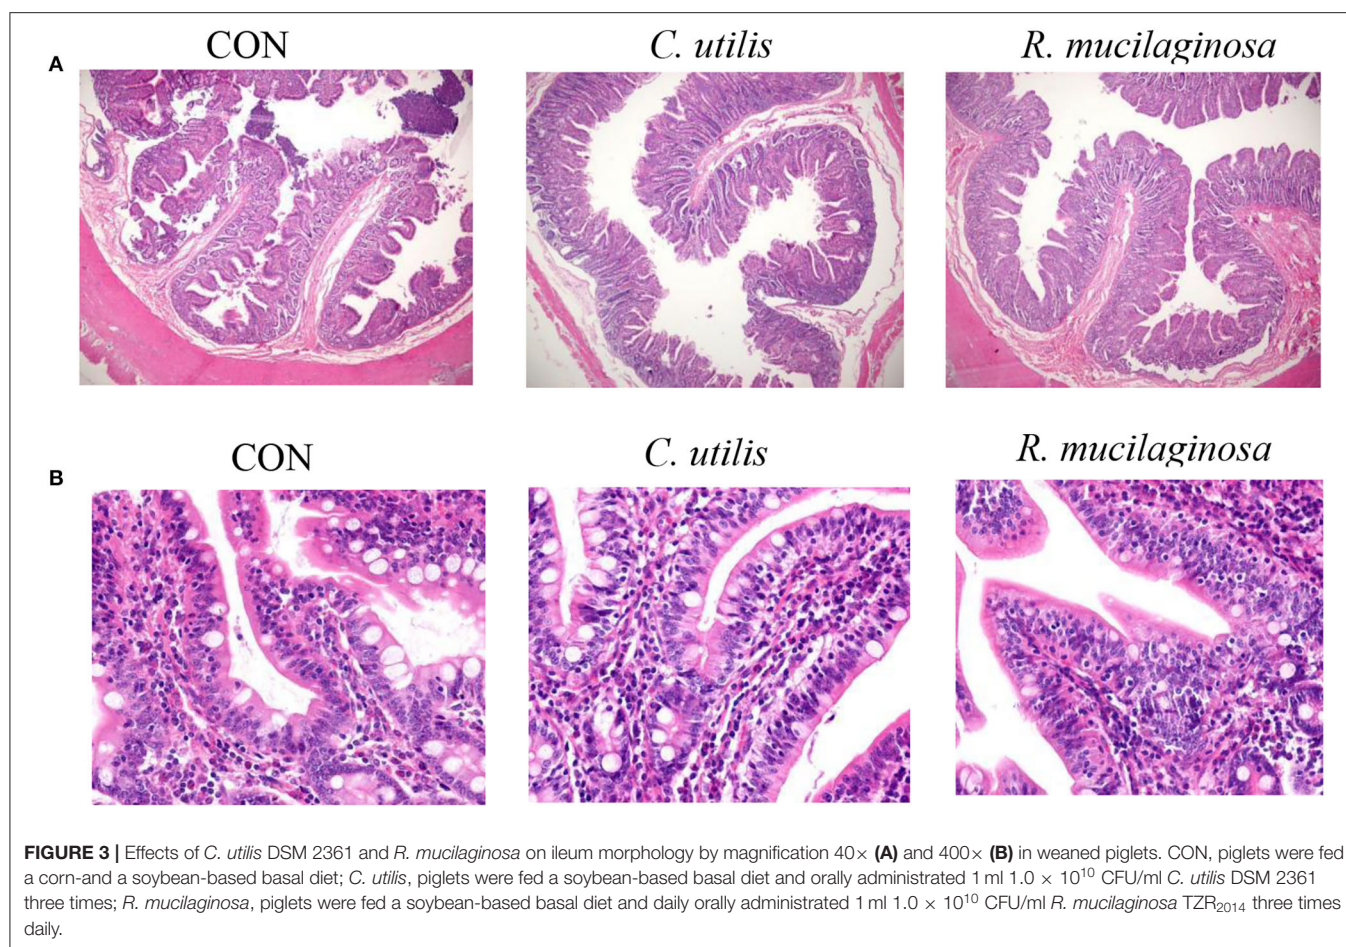 CON C. utilis R. mucilaginosa
A
CON C. utilis R. mucilaginosa
B
FIGURE 3 | Effects of C. utilis DSM 2361 and R. mucilaginosa on ileum morphology by magnification 40× (A) and 400× (B) in weaned piglets. CON, piglets were fed
a corn-and a soybean-based basal diet; C. utilis, piglets were fed a soybean-based basal diet and orally administrated 1 ml 1.0 × 10¹⁰ CFU/ml C. utilis DSM 2361
three times; R. mucilaginosa, piglets were fed a soybean-based basal diet and daily orally administrated 1 ml 1.0 × 10¹⁰ CFU/ml R. mucilaginosa TZR₂₀₁₄ three times
daily.